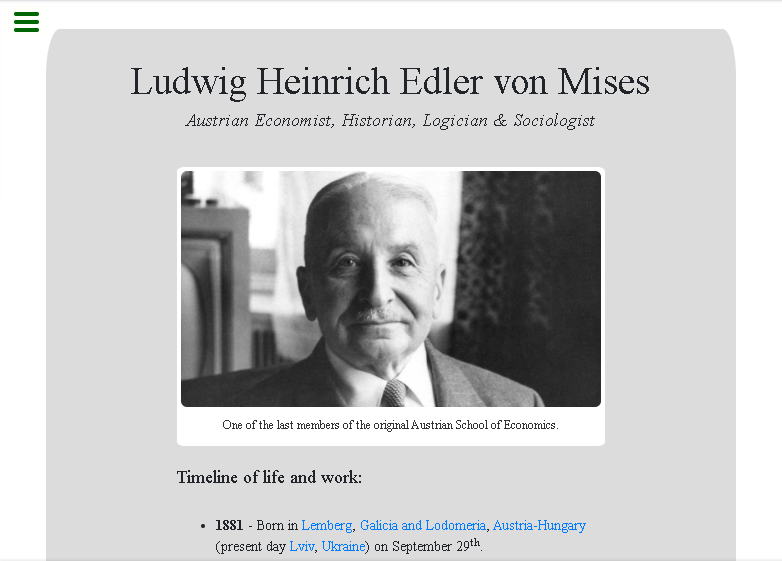 Ludwig Heinrich Edler von Mises
Austrian Economist, Historian, Logician & Sociologist
One of the last members of the original Austrian School of Economics.
Timeline of life and work:
• 1881 - Born in Lemberg, Galicia and Lodomeria, Austria-Hungary
(present day Lviv, Ukraine) on September 29th.